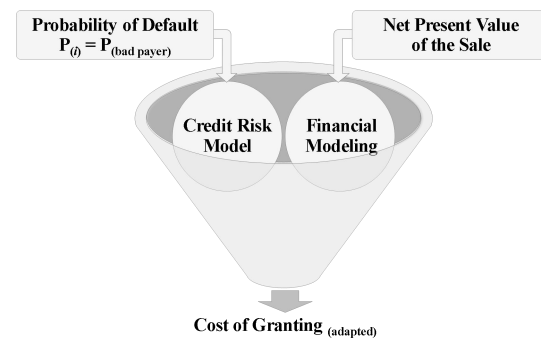 Probability of Default
P(i) = P(bad payer)
Net Present Value
of the Sale
Credit Risk
Model
Financial
Modeling
Cost of Granting (adapted)